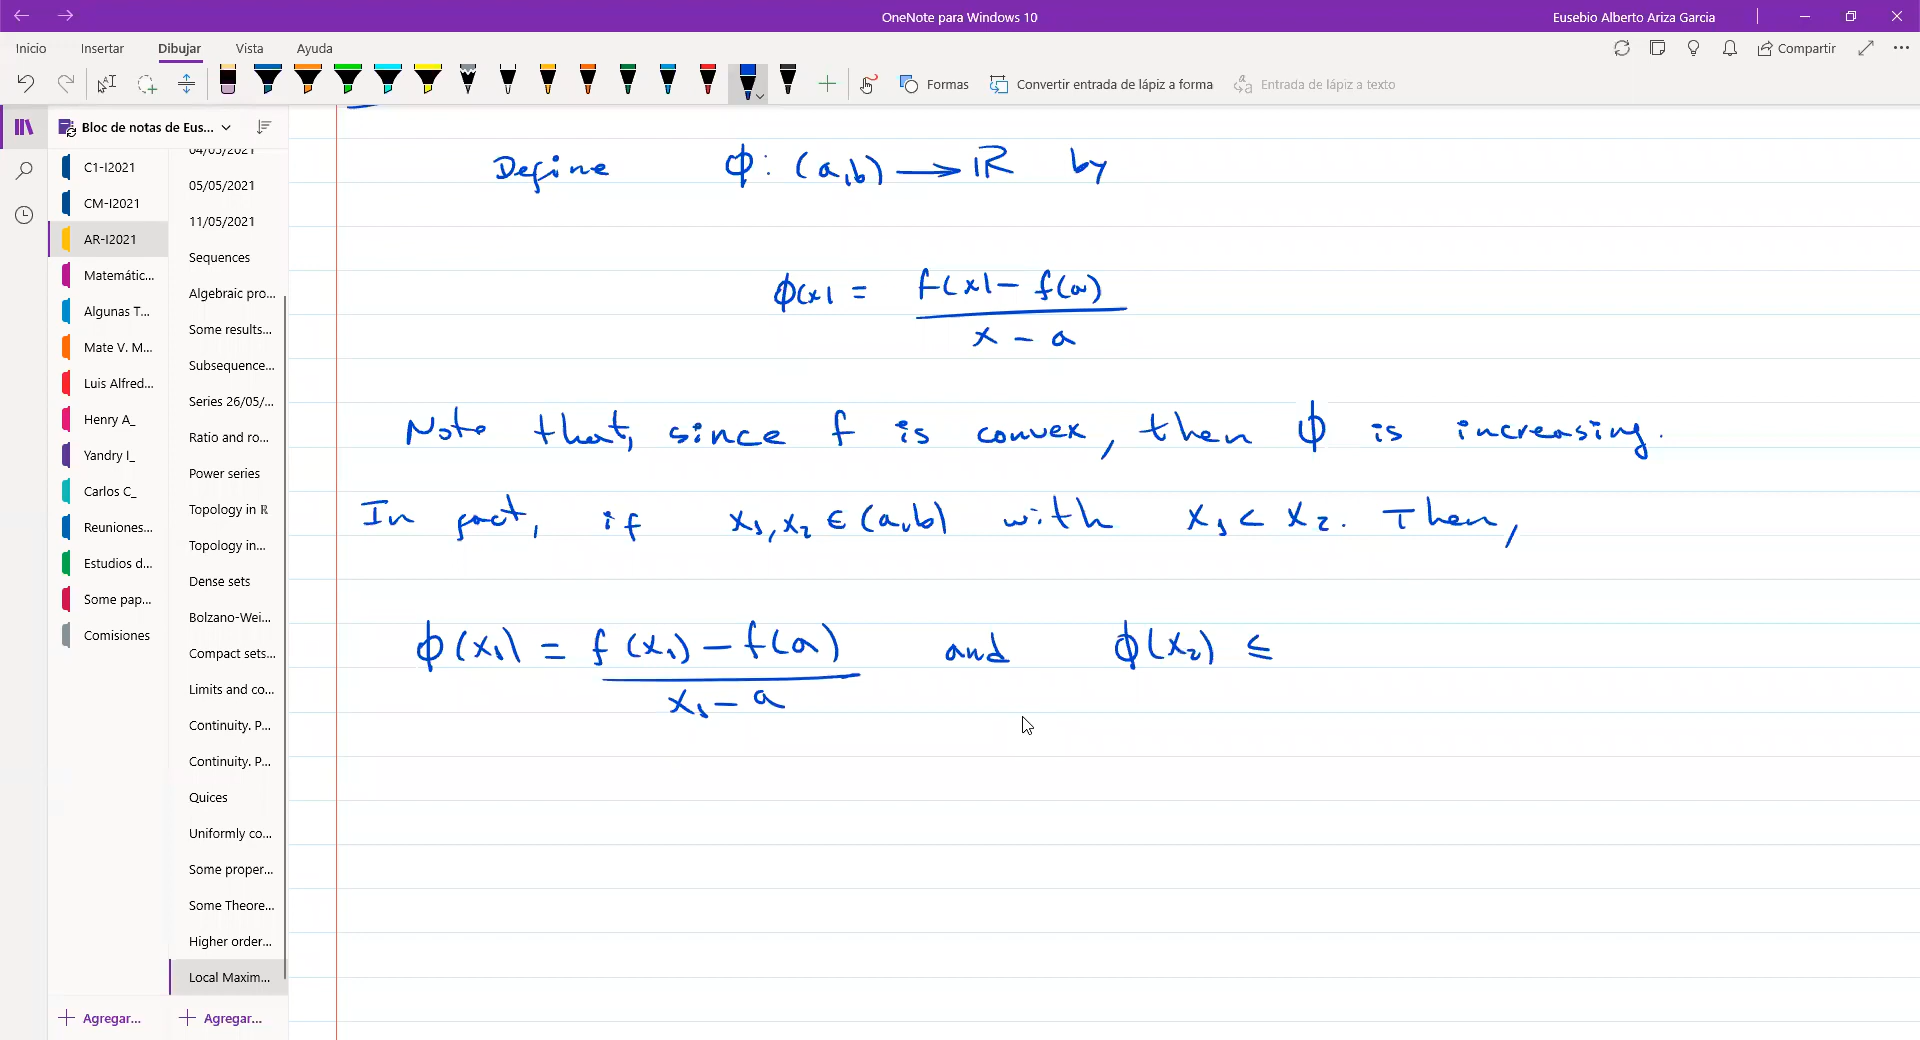 OneNote para Windows 10
Eusebio Alberto Ariza Garcia
Inicio
Insertar
Dibujar
Vista
Ayuda
Compartir
Formas
Convertir entrada de lápiz a forma
Entrada de lápiz a texto
Bloc de notas de Eus...
C1-I2021
CM-I2021
AR-I2021
Matemátic...
Algunas T...
Mate V. M...
Luis Alfred...
Henry A_
Yandry I_
Carlos C_
Reuniones...
Estudios d...
Some pap...
Comisiones
Agregar...
04/05/2021
05/05/2021
11/05/2021
Sequences
Algebraic pro...
Some results...
Subsequence...
Series 26/05/...
Ratio and ro...
Power series
Topology in ℝ
Topology in...
Dense sets
Bolzano-Wei...
Compact sets...
Limits and co...
Continuity. P...
Continuity. P...
Quices
Uniformly co...
Some proper...
Some Theore...
Higher order...
Local Maxim...
Agregar...
Define ϕ: (a,b) ⟶ ℝ by
ϕ(x) = f(x) - f(a)
x - a
Note that, since f is convex, then ϕ is increasing.
In fact, if x₁, x₂ ∈ (a,b) with x₁ < x₂. Then,
ϕ(x₁) = f(x₁) - f(a) and ϕ(x₂) ≤
x₁ - a